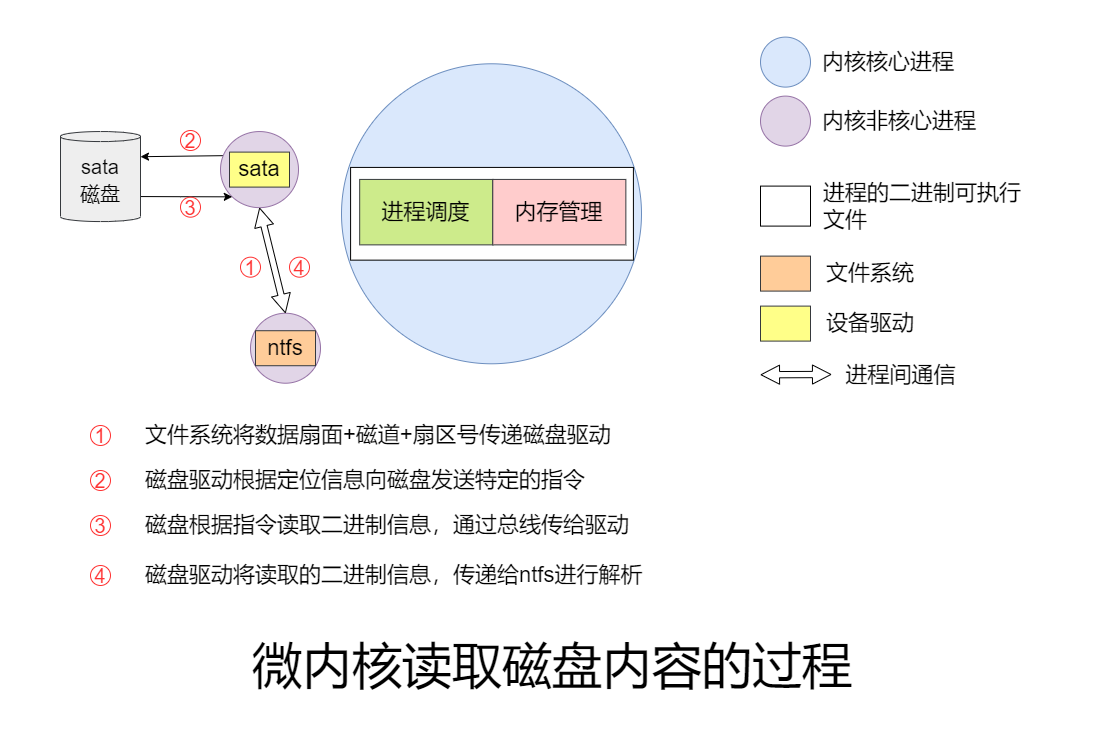 内核核心进程
内核非核心进程
②
sata
磁盘
sata
③
进程调度
内存管理
进程的二进制可执行
文件
①
④
文件系统
设备驱动
ntfs
进程间通信
① 文件系统将数据扇面+磁道+扇区号传递磁盘驱动
② 磁盘驱动根据定位信息向磁盘发送特定的指令
③ 磁盘根据指令读取二进制信息，通过总线传给驱动
④ 磁盘驱动将读取的二进制信息，传递给ntfs进行解析
微内核读取磁盘内容的过程